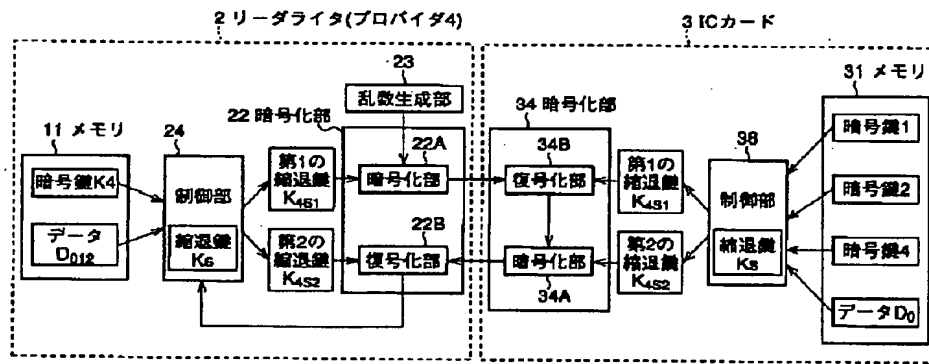 2 リーダライタ(プロバイダ4)
3 ICカード
23
乱数生成部
31 メモリ
11 メモリ
24
22 暗号化部
22A
34 暗号化部
34B
38
暗号鍵K4
制御部
第1の
縮退鍵
K4S1
暗号化部
復号化部
第1の
縮退鍵
K4S1
制御部
暗号鍵1
暗号鍵2
データ
D012
縮退鍵
Ks
第2の
縮退鍵
K4S2
22B
復号化部
暗号化部
34A
第2の
縮退鍵
K4S2
縮退鍵
Ks
暗号鍵4
データD0